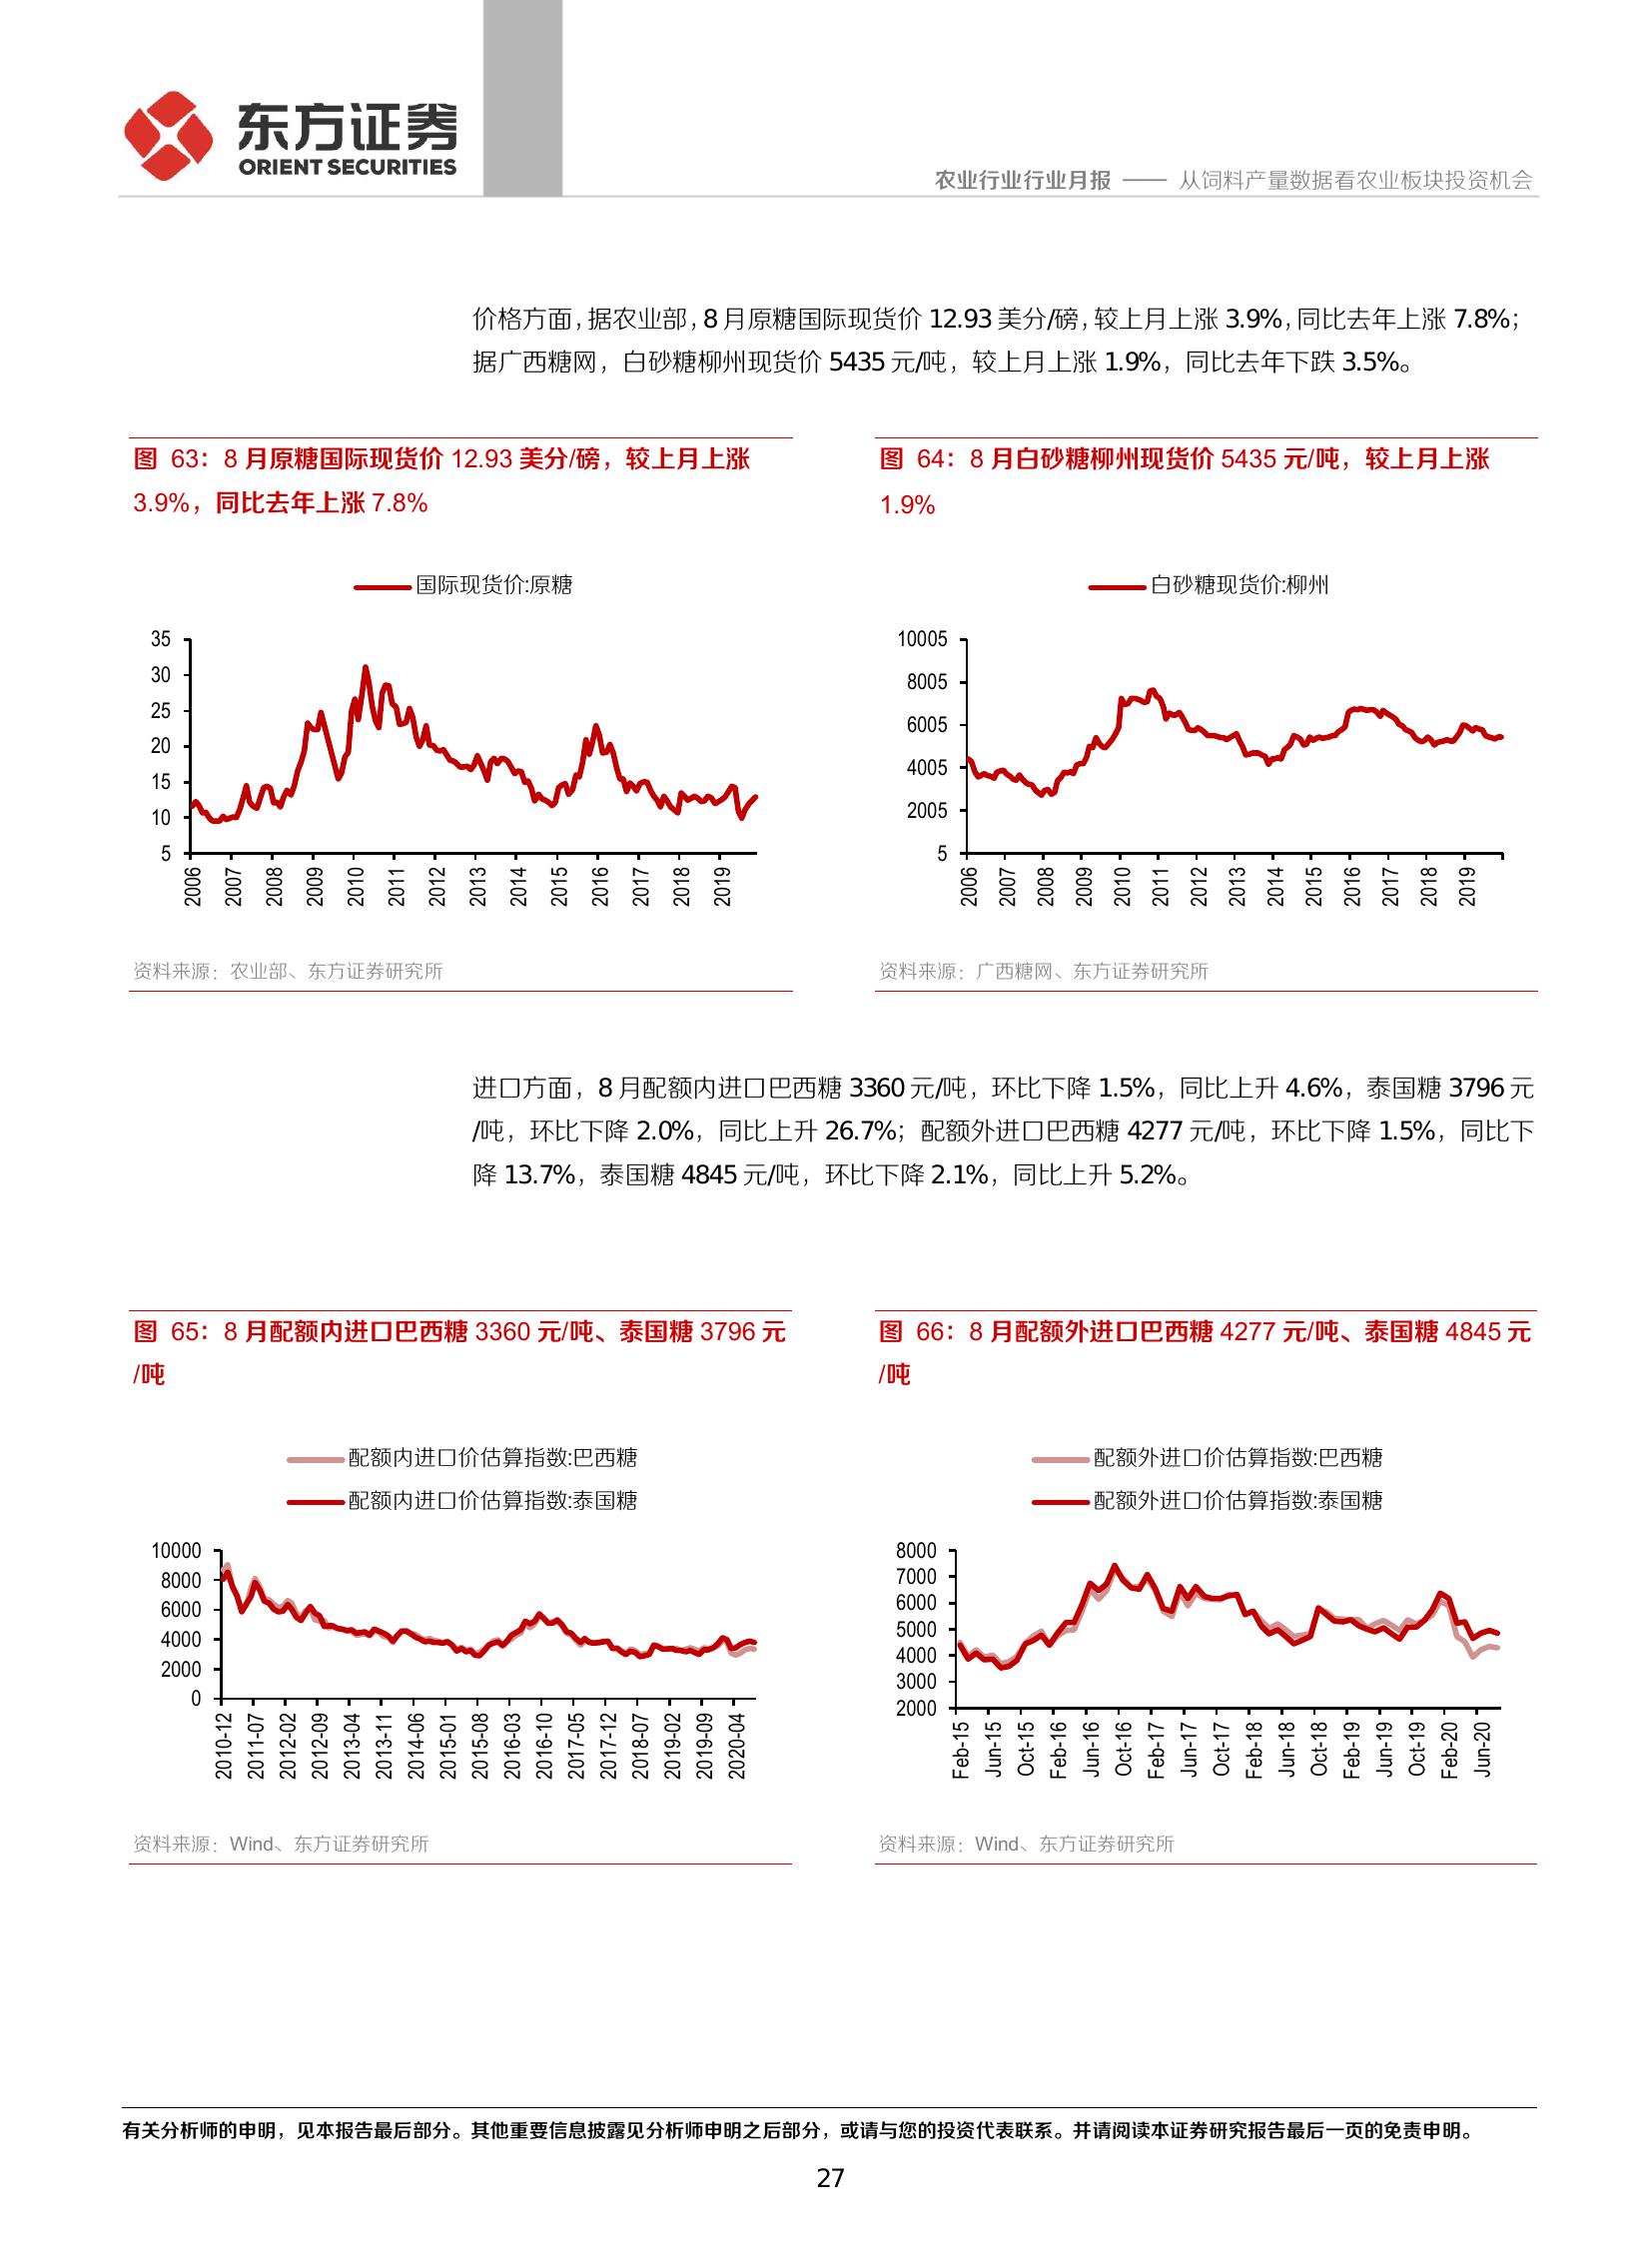 东方证券
ORIENT SECURITIES
农业行业行业月报 —— 从饲料产量数据看农业板块投资机会
价格方面，据农业部，8 月原糖国际现货价 12.93 美分/磅，较上月上涨 3.9%，同比去年上涨 7.8%；
据广西糖网，白砂糖柳州现货价 5435 元/吨，较上月上涨 1.9%，同比去年下跌 3.5%。
图 63：8 月原糖国际现货价 12.93 美分/磅，较上月上涨
3.9%，同比去年上涨 7.8%
国际现货价:原糖
35
30
25
20
15
10
5
2006 2007 2008 2009 2010 2011 2012 2013 2014 2015 2016 2017 2018 2019
资料来源：农业部、东方证券研究所
图 64：8 月白砂糖柳州现货价 5435 元/吨，较上月上涨
1.9%
白砂糖现货价:柳州
10005
8005
6005
4005
2005
5
2006 2007 2008 2009 2010 2011 2012 2013 2014 2015 2016 2017 2018 2019
资料来源：广西糖网、东方证券研究所
进口方面，8 月配额内进口巴西糖 3360 元/吨，环比下降 1.5%，同比上升 4.6%，泰国糖 3796 元
/吨，环比下降 2.0%，同比上升 26.7%；配额外进口巴西糖 4277 元/吨，环比下降 1.5%，同比下
降 13.7%，泰国糖 4845 元/吨，环比下降 2.1%，同比上升 5.2%。
图 65：8 月配额内进口巴西糖 3360 元/吨、泰国糖 3796 元
/吨
配额内进口价估算指数:巴西糖
配额内进口价估算指数:泰国糖
10000
8000
6000
4000
2000
0
2010-12 2011-07 2012-02 2012-09 2013-04 2013-11 2014-06 2015-01 2015-08 2016-03 2016-10 2017-05 2017-12 2018-07 2019-02 2019-09 2020-04
资料来源：Wind、东方证券研究所
图 66：8 月配额外进口巴西糖 4277 元/吨、泰国糖 4845 元
/吨
配额外进口价估算指数:巴西糖
配额外进口价估算指数:泰国糖
8000
7000
6000
5000
4000
3000
2000
Feb-15 Jun-15 Oct-15 Feb-16 Jun-16 Oct-16 Feb-17 Jun-17 Oct-17 Feb-18 Jun-18 Oct-18 Feb-19 Jun-19 Oct-19 Feb-20 Jun-20
资料来源：Wind、东方证券研究所
有关分析师的申明，见本报告最后部分。其他重要信息披露见分析师申明之后部分，或请与您的投资代表联系。并请阅读本证券研究报告最后一页的免责申明。
27